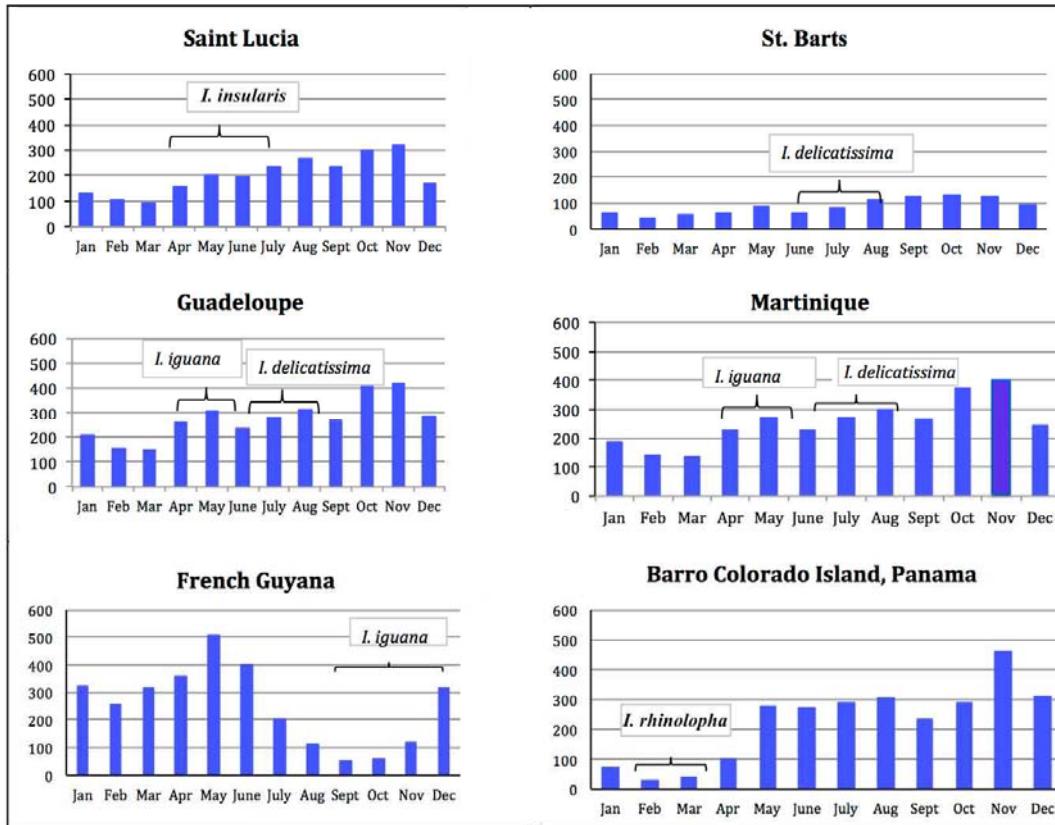 Saint Lucia
600
500
400
300
200
100
0
I. insularis
Jan Feb Mar Apr May June July Aug Sept Oct Nov Dec
St. Barts
600
500
400
300
200
100
0
I. delicatissima
Jan Feb Mar Apr May June July Aug Sept Oct Nov Dec
Guadeloupe
600
500
400
300
200
100
0
I. iguana
I. delicatissima
Jan Feb Mar Apr May June July Aug Sept Oct Nov Dec
Martinique
600
500
400
300
200
100
0
I. iguana
I. delicatissima
Jan Feb Mar Apr May June July Aug Sept Oct Nov Dec
French Guyana
600
500
400
300
200
100
0
I. iguana
Jan Feb Mar Apr May June July Aug Sept Oct Nov Dec
Barro Colorado Island, Panama
600
500
400
300
200
100
0
I. rhinolopha
Jan Feb Mar Apr May June July Aug Sept Oct Nov Dec